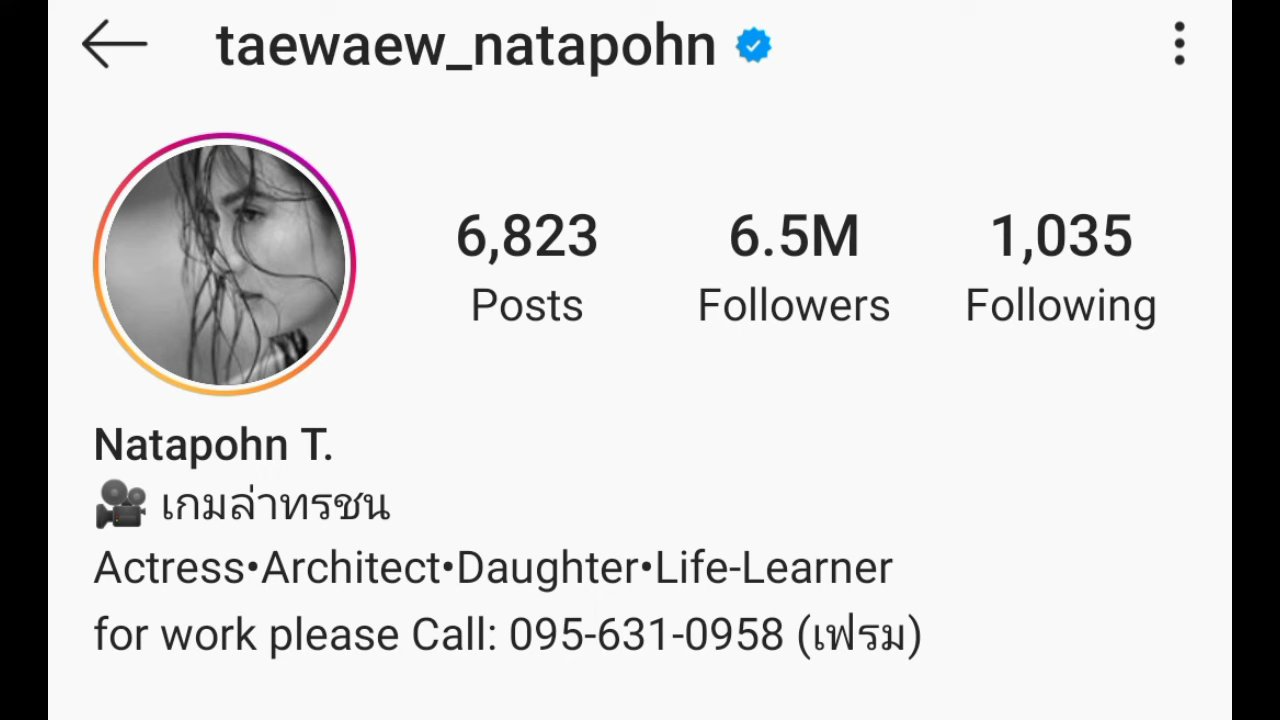 taewaew_natapohn
6,823 6.5M 1,035
Posts Followers Following
Natapohn T.
🎥 เกมล่าทรชน
Actress•Architect•Daughter•Life-Learner
for work please Call: 095-631-0958 (เฟรม)